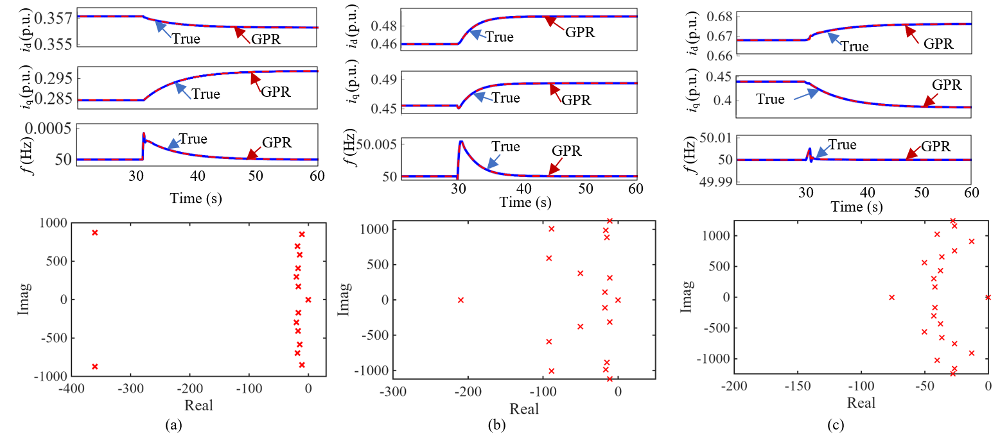 i_d (p.u.)
0.357
0.355
True
GPR
i_q (p.u.)
0.295
0.285
True
GPR
f (Hz)
0.0005
50
True
GPR
30 40 50 60
Time (s)
Imag
1000
500
0
-500
-1000
-400 -300 -200 -100 0
Real
(a)
i_d (p.u.)
0.48
0.46
True
GPR
i_q (p.u.)
0.49
0.45
True
GPR
f (Hz)
50.005
50
True
GPR
30 40 50 60
Time (s)
Imag
1000
500
0
-500
-1000
-300 -200 -100 0
Real
(b)
i_d (p.u.)
0.68
0.67
0.66
True
GPR
i_q (p.u.)
0.45
0.4
True
GPR
f (Hz)
50.01
50
49.99
True
GPR
30 40 50 60
Time (s)
Imag
1000
500
0
-500
-1000
-200 -150 -100 -50 0
Real
(c)